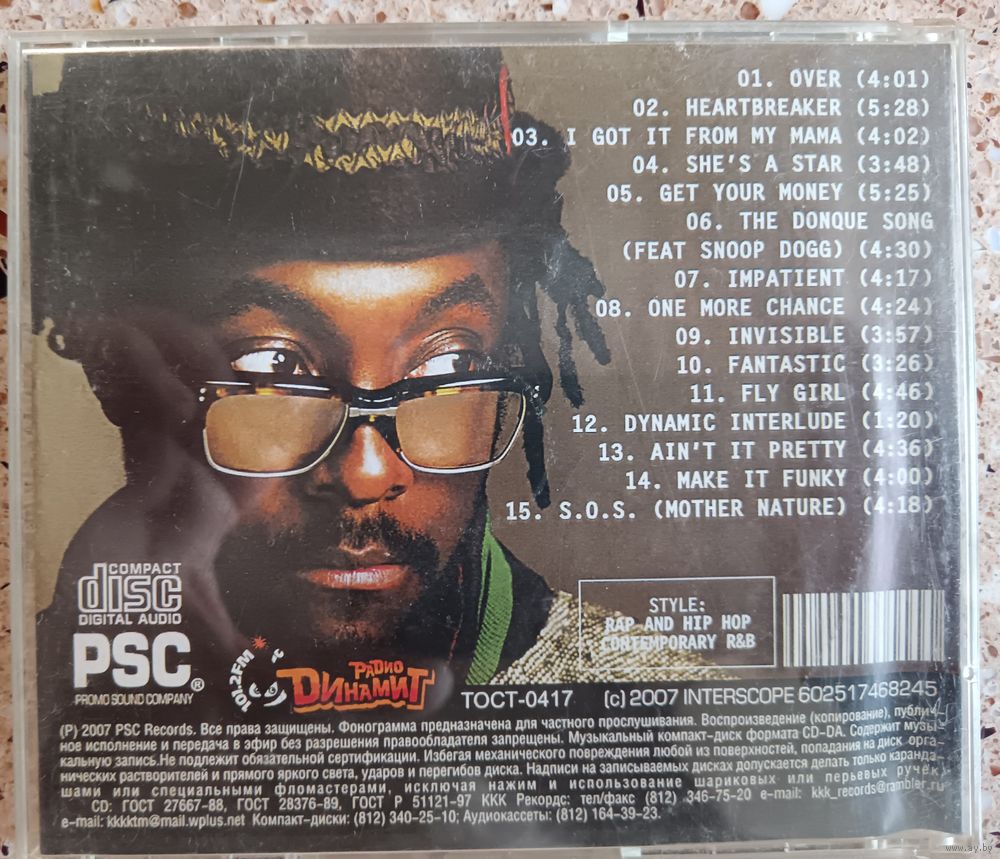 01. OVER (4:01)
02. HEARTBREAKER (5:28)
03. I GOT IT FROM MY MAMA (4:02)
04. SHE'S A STAR (3:48)
05. GET YOUR MONEY (5:25)
06. THE DONQUE SONG
(FEAT SNOOP DOGG) (4:30)
07. IMPATIENT (4:17)
08. ONE MORE CHANCE (4:24)
09. INVISIBLE (3:57)
10. FANTASTIC (3:26)
11. FLY GIRL (4:46)
12. DYNAMIC INTERLUDE (1:20)
13. AIN'T IT PRETTY (4:36)
14. MAKE IT FUNKY (4:00)
15. S.O.S. (MOTHER NATURE) (4:18)
STYLE:
RAP AND HIP HOP
CONTEMPORARY R&B
COMPACT
disc
DIGITAL AUDIO
PSC®
PROMO SOUND COMPANY
101.2FM
РАДИО
ДИНАМИТ
ТОСТ-0417 (c) 2007 INTERSCOPE 602517468245
(P) 2007 PSC Records. Все права защищены. Фонограмма предназначена для частного прослушивания. Воспроизведение (копирование), публич-
ное исполнение и передача в эфир без разрешения правообладателя запрещены. Музыкальный компакт-диск формата CD-DA. Содержит музы-
кальную запись.Не подлежит обязательной сертификации. Избегая механического повреждения любой из поверхностей, попадания на диск орга-
нических растворителей и прямого яркого света, ударов и перегибов диска. Надписи на записываемых дисках допускается делать только каранда-
шами или специальными фломастерами, исключая нажим и использование шариковых или перьевых ручек.
CD: ГОСТ 27667-88, ГОСТ 28376-89, ГОСТ Р 51121-97 ККК Рекордс: тел/факс (812) 346-75-20 e-mail: kkk_records@rambler.ru
e-mail: kkkktm@mail.wplus.net Компакт-диски: (812) 340-25-10; Аудиокассеты: (812) 164-39-23.
www.ay.by